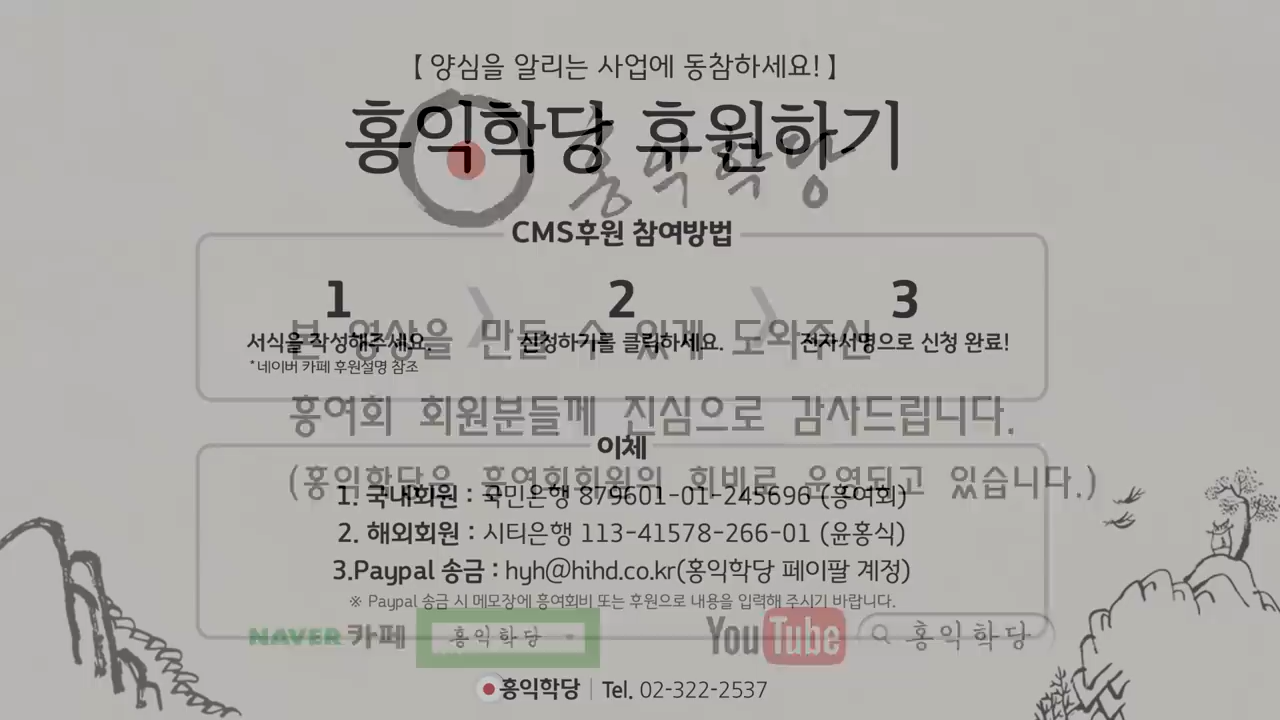 【 양심을 알리는 사업에 동참하세요! 】
홍익학당 후원하기
홍익학당
CMS후원 참여방법
1 2 3
서식을 작성해주세요. 신청하기를 클릭하세요. 전자서명으로 신청 완료!
*네이버 카페 후원설명 참조
본 영상을 만들 수 있게 도와주신
흥여회 회원분들께 진심으로 감사드립니다.
이체
(홍익학당은 흥여회회원의 회비로 운영되고 있습니다.)
1. 국내회원 : 국민은행 879601-01-245696 (흥여회)
2. 해외회원 : 시티은행 113-41578-266-01 (윤홍식)
3.Paypal 송금 : hyh@hihd.co.kr(홍익학당 페이팔 계정)
※ Paypal 송금 시 메모장에 흥여회비 또는 후원으로 내용을 입력해 주시기 바랍니다.
NAVER 카페 홍익학당 YouTube 홍익학당
홍익학당 | Tel. 02-322-2537